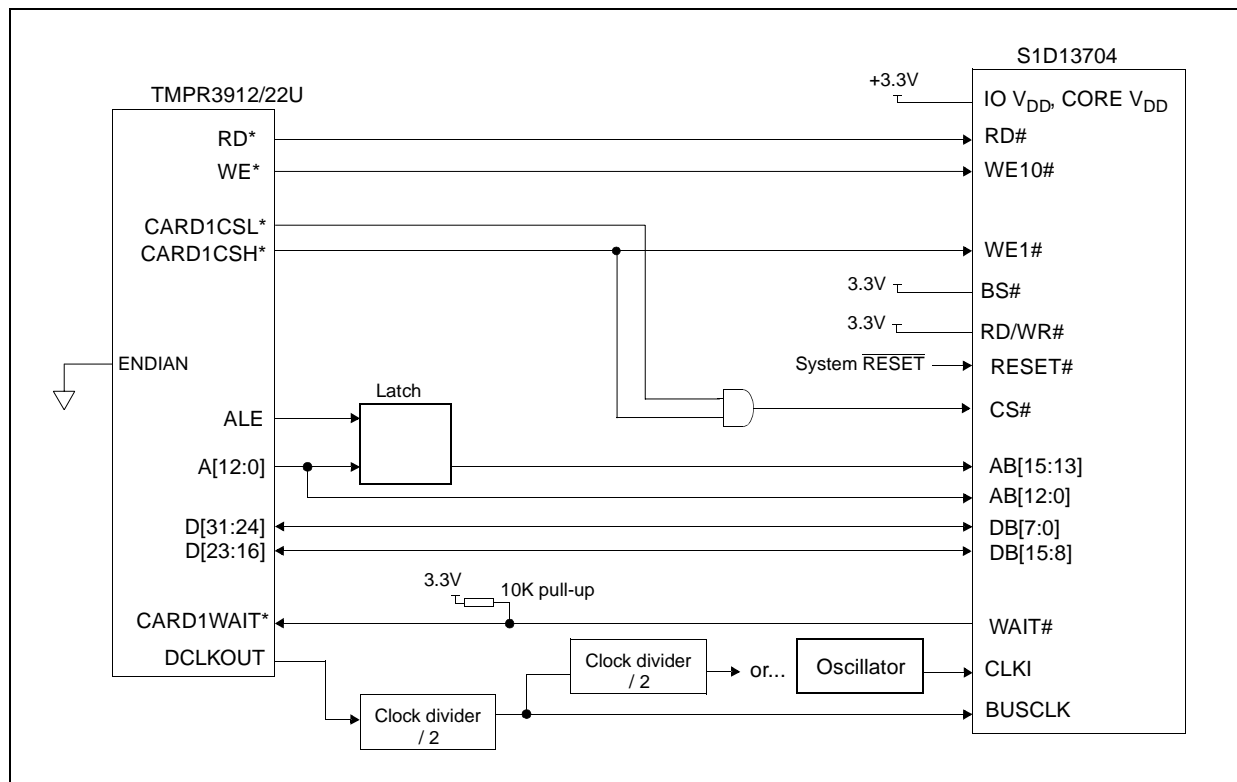 S1D13704
+3.3V
TMPR3912/22U
IO VDD, CORE VDD
RD*
RD#
WE*
WE10#
CARD1CSL*
CARD1CSH*
WE1#
3.3V
BS#
3.3V
RD/WR#
ENDIAN
System RESET
RESET#
Latch
ALE
CS#
A[12:0]
AB[15:13]
AB[12:0]
D[31:24]
DB[7:0]
D[23:16]
DB[15:8]
3.3V
10K pull-up
CARD1WAIT*
WAIT#
DCLKOUT
Clock divider
/ 2
or...
Oscillator
CLKI
Clock divider
/ 2
BUSCLK